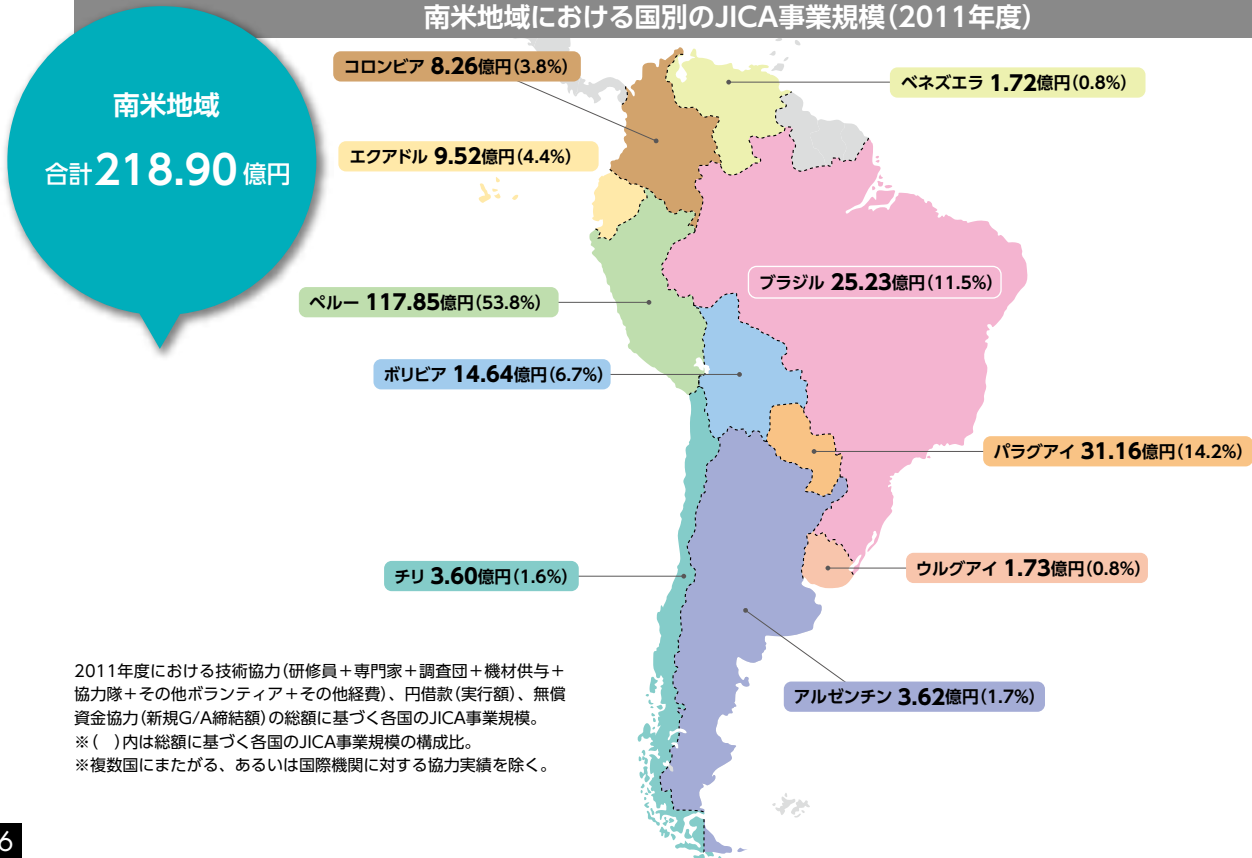 南米地域における国別のJICA事業規模(2011年度)
南米地域
合計218.90億円
コロンビア 8.26億円(3.8%)
ベネズエラ 1.72億円(0.8%)
エクアドル 9.52億円(4.4%)
ブラジル 25.23億円(11.5%)
ペルー 117.85億円(53.8%)
ボリビア 14.64億円(6.7%)
パラグアイ 31.16億円(14.2%)
チリ 3.60億円(1.6%)
ウルグアイ 1.73億円(0.8%)
アルゼンチン 3.62億円(1.7%)
2011年度における技術協力(研修員+専門家+調査団+機材供与+
協力隊+その他ボランティア+その他経費)、円借款(実行額)、無償
資金協力(新規G/A締結額)の総額に基づく各国のJICA事業規模。
※(　)内は総額に基づく各国のJICA事業規模の構成比。
※複数国にまたがる、あるいは国際機関に対する協力実績を除く。
6